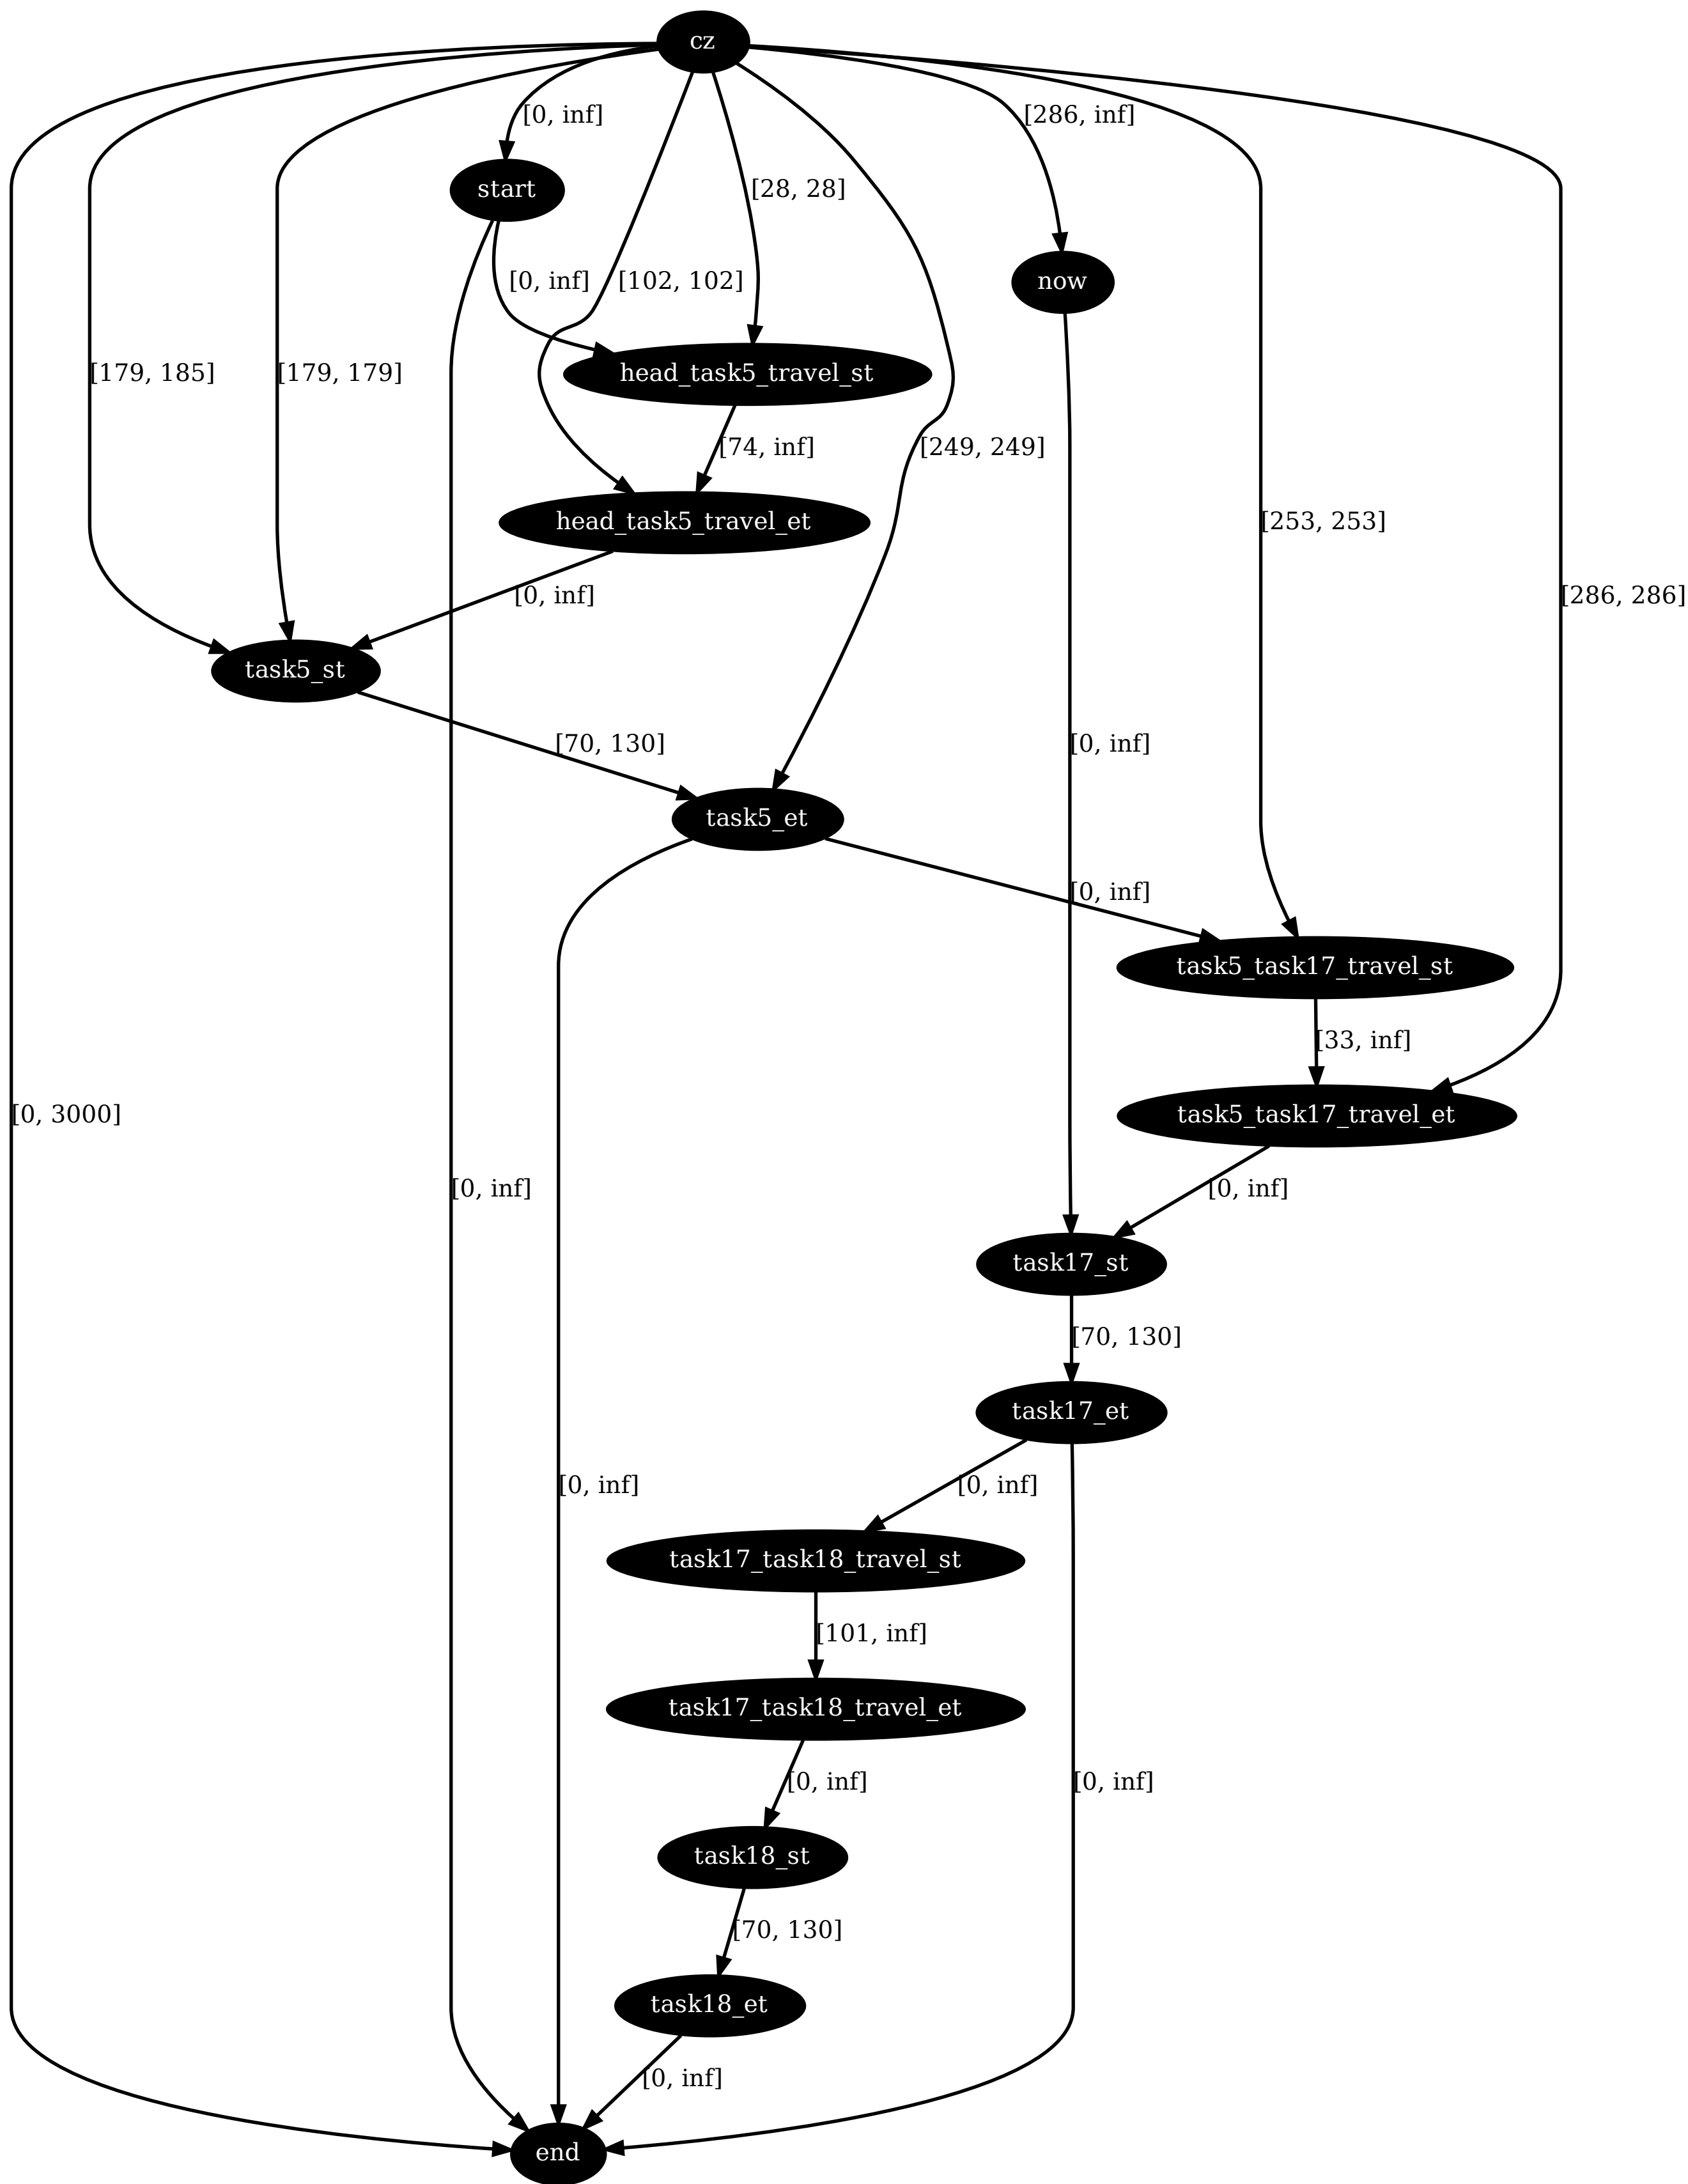 cz
[0, inf]
[286, inf]
start
[28, 28]
now
[0, inf]
[102, 102]
[179, 185]
[179, 179]
head_task5_travel_st
[74, inf]
[249, 249]
head_task5_travel_et
[253, 253]
[0, inf]
[286, 286]
task5_st
[70, 130]
[0, inf]
task5_et
[0, inf]
task5_task17_travel_st
[33, inf]
[0, 3000]
task5_task17_travel_et
[0, inf]
[0, inf]
task17_st
[70, 130]
task17_et
[0, inf]
[0, inf]
task17_task18_travel_st
[101, inf]
task17_task18_travel_et
[0, inf]
[0, inf]
task18_st
[70, 130]
task18_et
[0, inf]
end